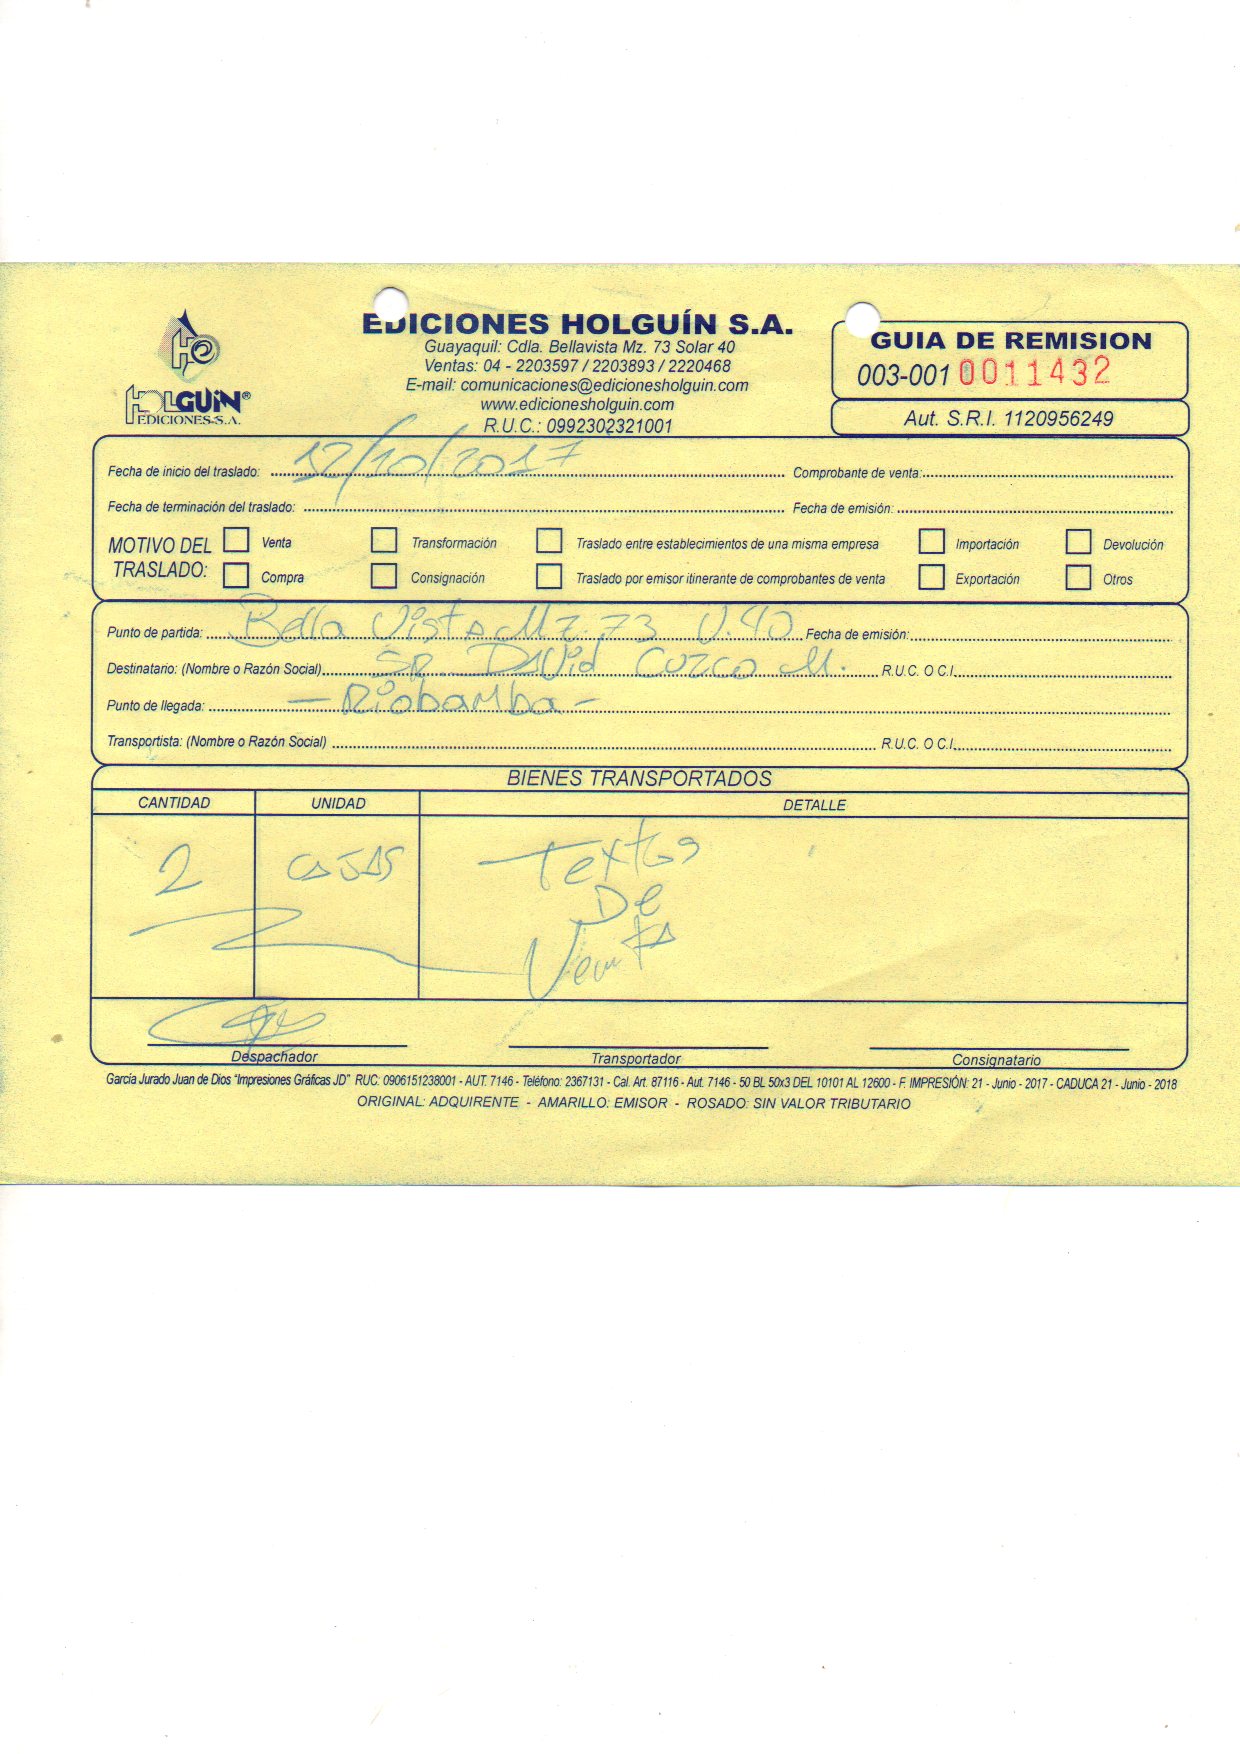 EDICIONES HOLGUÍN S.A.
Guayaquil: Cdla. Bellavista Mz. 73 Solar 40
Ventas: 04 - 2203597 / 2203893 / 2220468
E-mail: comunicaciones@edicionesholguin.com
www.edicionesholguin.com
R.U.C.: 0992302321001
HOLGUÍN®
EDICIONES S.A.
GUIA DE REMISION
003-001 0011432
Aut. S.R.I. 1120956249
Fecha de inicio del traslado: 12/10/2017 Comprobante de venta:
Fecha de terminación del traslado: Fecha de emisión:
MOTIVO DEL TRASLADO:
Venta Transformación Traslado entre establecimientos de una misma empresa Importación Devolución
Compra Consignación Traslado por emisor itinerante de comprobantes de venta Exportación Otros
Punto de partida: Bella Vista Mz. 73 V. 40 Fecha de emisión:
Destinatario: (Nombre o Razón Social) SR. DAVid CUZCO M. R.U.C. O C.I.
Punto de llegada: - Riobamba -
Transportista: (Nombre o Razón Social) R.U.C. O C.I.
BIENES TRANSPORTADOS
CANTIDAD UNIDAD DETALLE
2 CAJAS Textos
De
Venta
Despachador Transportador Consignatario
García Jurado Juan de Dios "Impresiones Gráficas JD" RUC: 0906151238001 - AUT. 7146 - Teléfono: 2367131 - Cal. Art. 87116 - Aut. 7146 - 50 BL 50x3 DEL 10101 AL 12600 - F. IMPRESIÓN: 21 - Junio - 2017 - CADUCA 21 - Junio - 2018
ORIGINAL: ADQUIRENTE - AMARILLO: EMISOR - ROSADO: SIN VALOR TRIBUTARIO